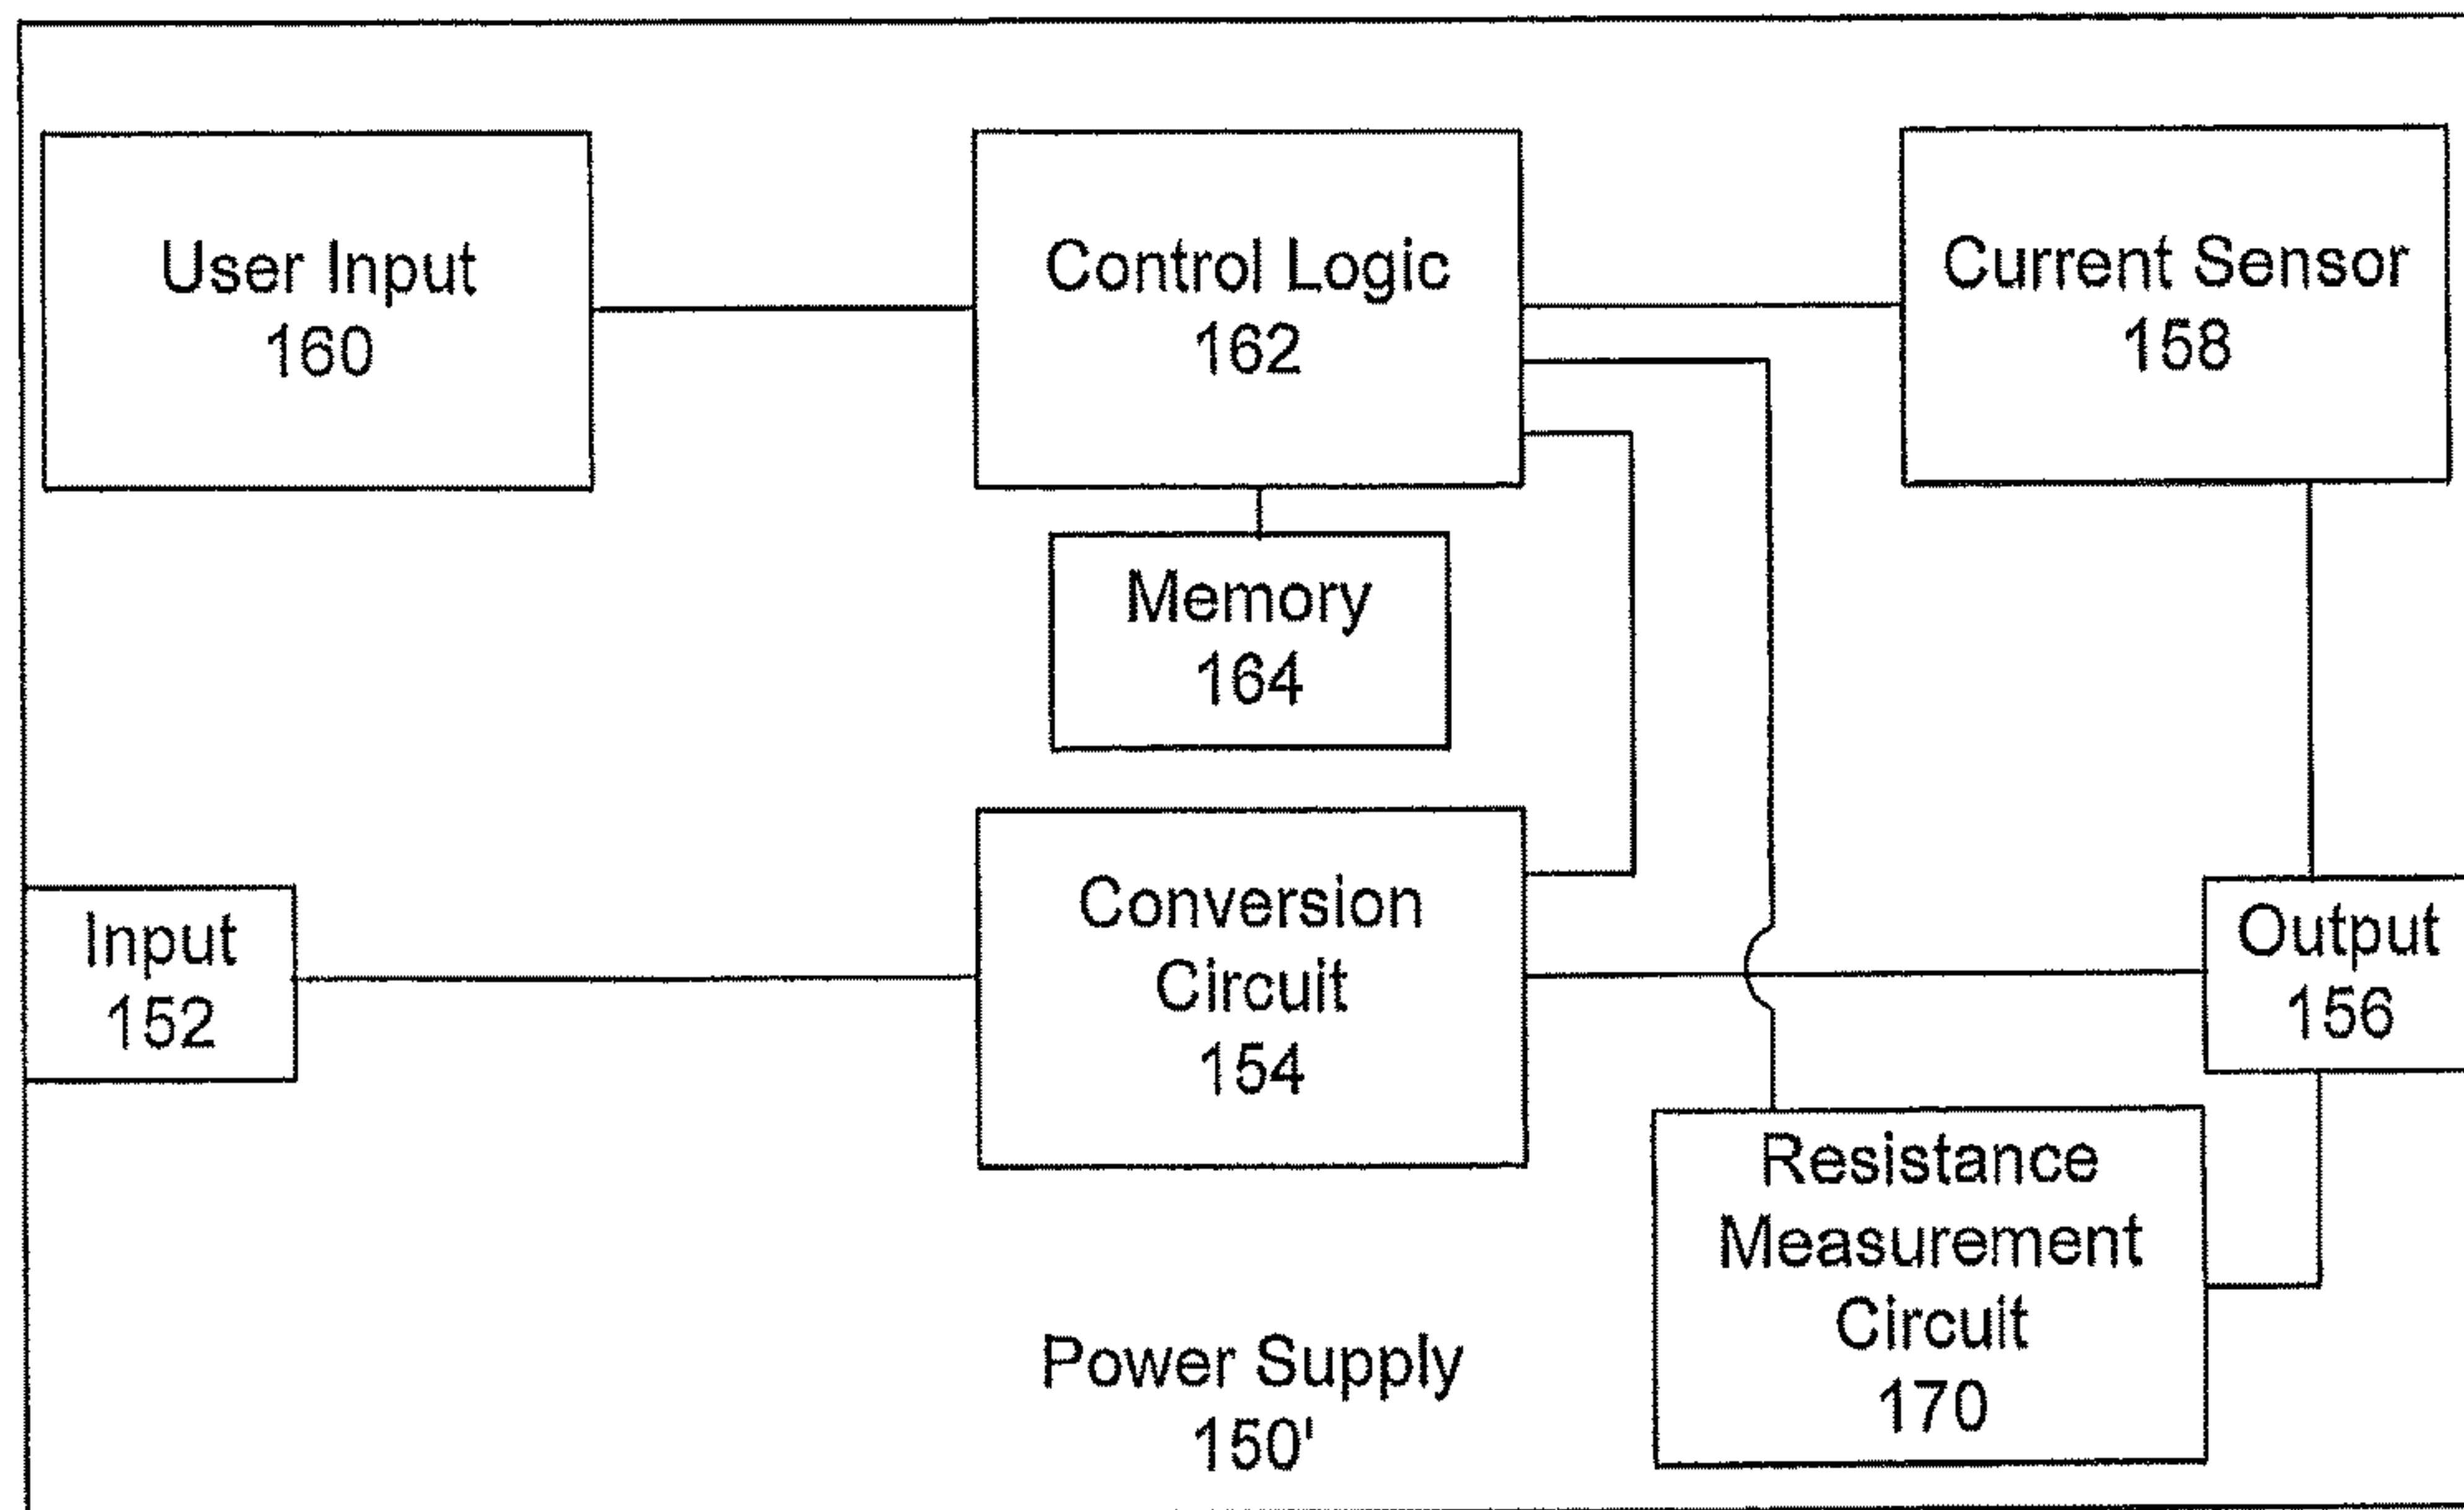 User Input
160
Control Logic
162
Current Sensor
158
Memory
164
Input
152
Conversion
Circuit
154
Output
156
Resistance
Measurement
Circuit
170
Power Supply
150'